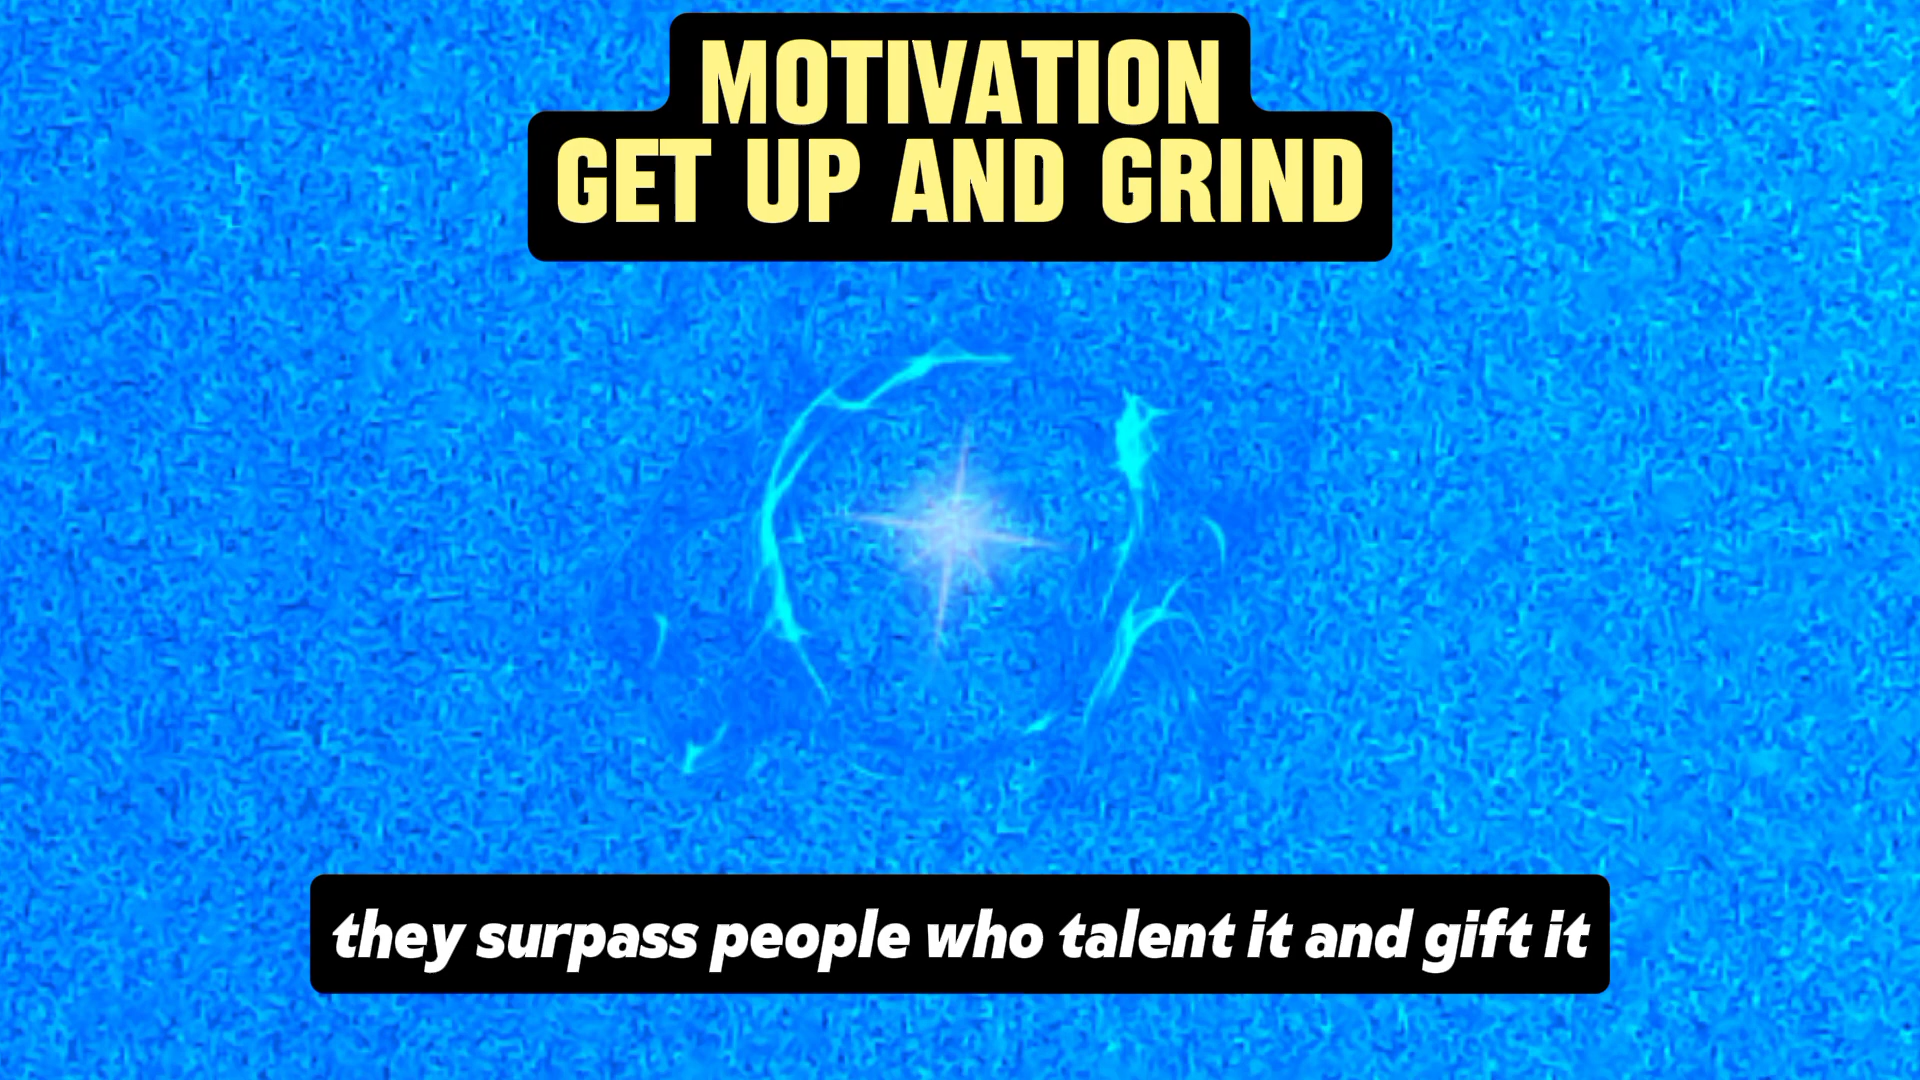 MOTIVATION
GET UP AND GRIND
they surpass people who talent it and gift it